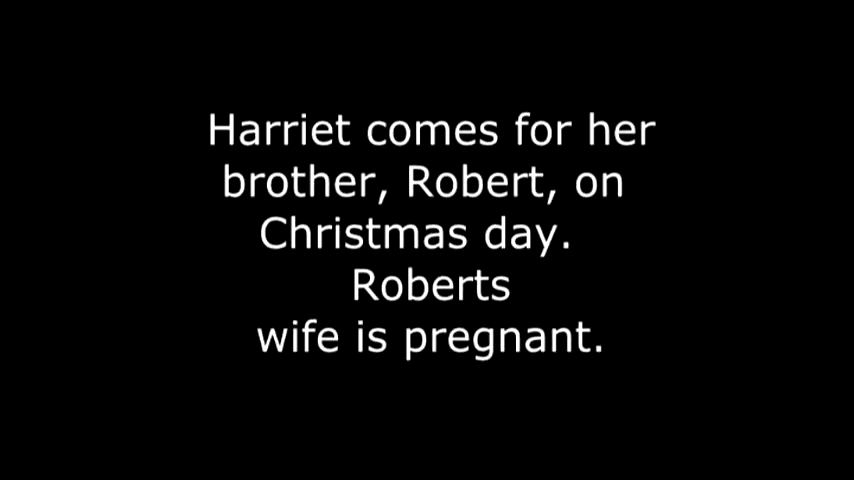 Harriet comes for her
brother, Robert, on
Christmas day.
Roberts
wife is pregnant.